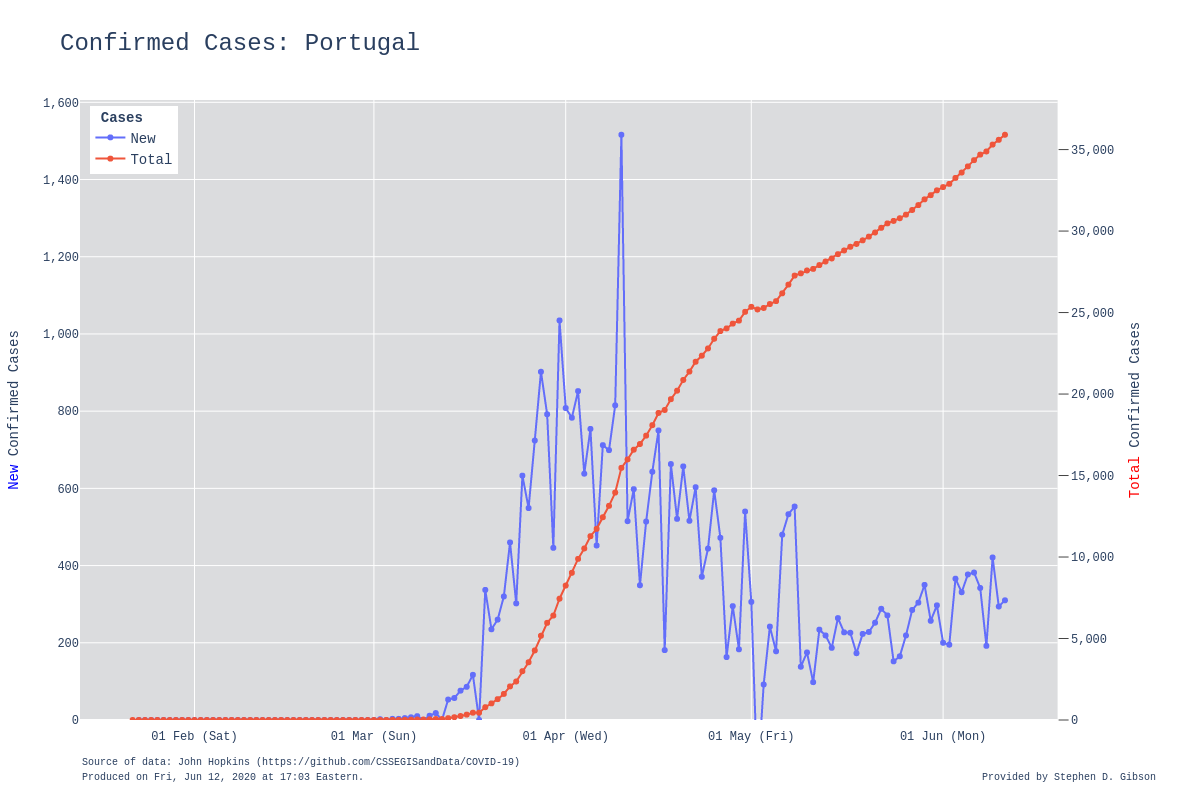 Confirmed Cases: Portugal
Cases
New
Total
1,600
1,400
1,200
1,000
800
600
400
200
0
35,000
30,000
25,000
20,000
15,000
10,000
5,000
0
New Confirmed Cases
Total Confirmed Cases
01 Feb (Sat)
01 Mar (Sun)
01 Apr (Wed)
01 May (Fri)
01 Jun (Mon)
Source of data: John Hopkins (https://github.com/CSSEGISandData/COVID-19)
Produced on Fri, Jun 12, 2020 at 17:03 Eastern.
Provided by Stephen D. Gibson